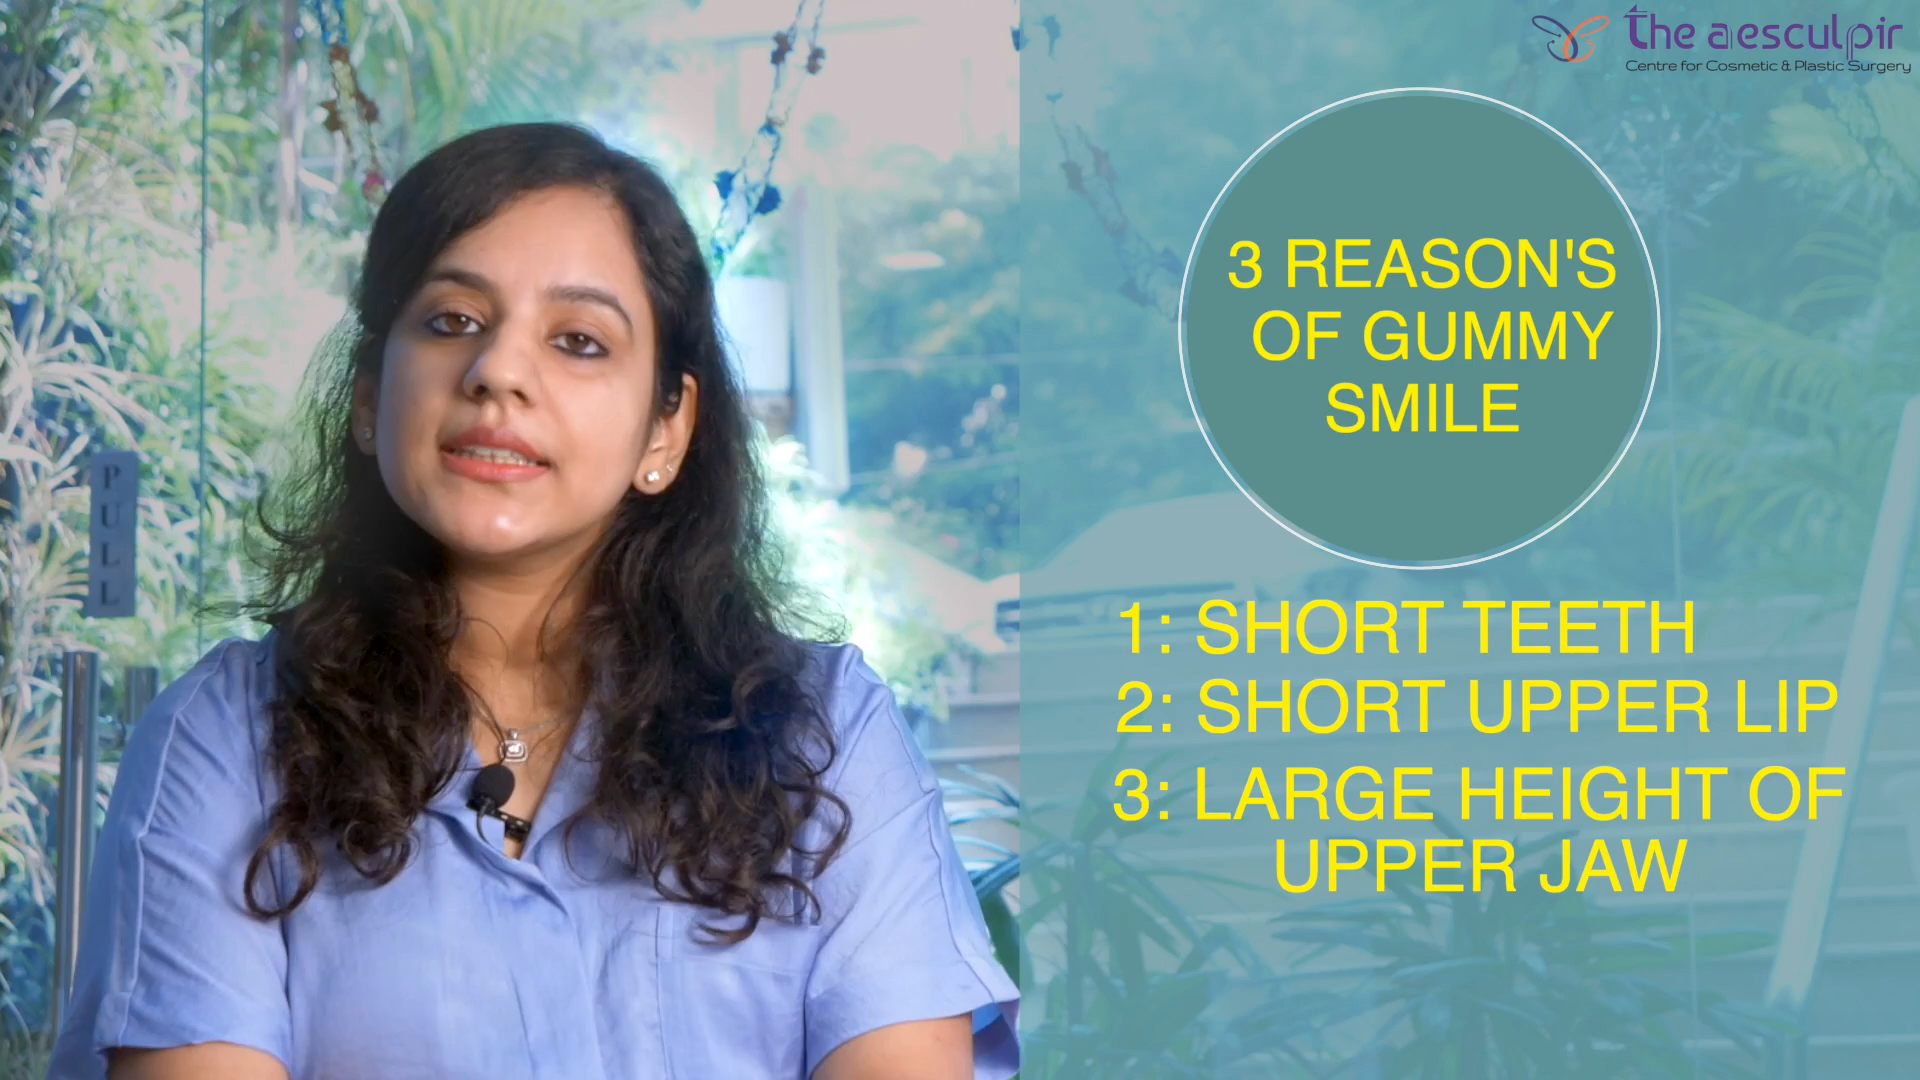 the aesculpir
Centre for Cosmetic & Plastic Surgery
3 REASON'S
OF GUMMY
SMILE
PULL
1: SHORT TEETH
2: SHORT UPPER LIP
3: LARGE HEIGHT OF
UPPER JAW